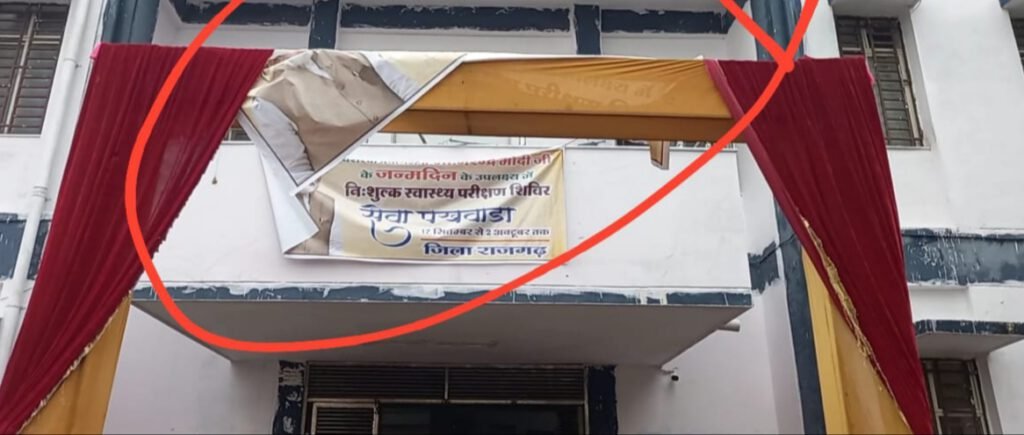 मोदी जी
के जन्मदिन के उपलक्ष्य में
निःशुल्क स्वास्थ्य परीक्षण शिविर
सेवा पखवाडा
17 सितम्बर से 2 अक्टूबर तक
जिला राजगढ़